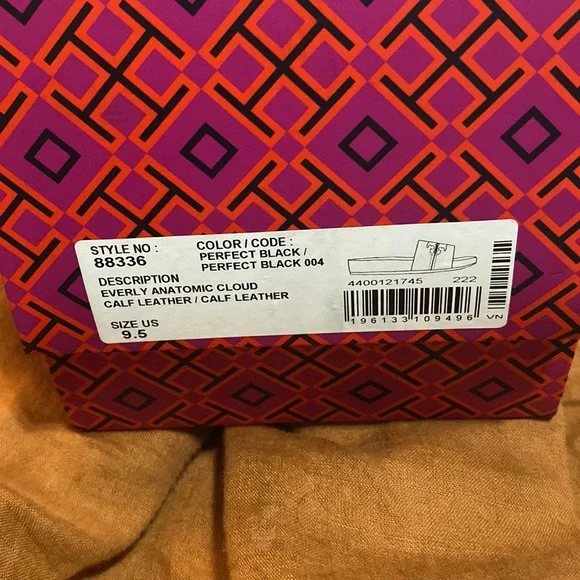 STYLE NO :
88336
COLOR / CODE :
PERFECT BLACK /
PERFECT BLACK 004
DESCRIPTION
EVERLY ANATOMIC CLOUD
CALF LEATHER / CALF LEATHER
SIZE US
9.5
4400121745 222
196133109496
VN